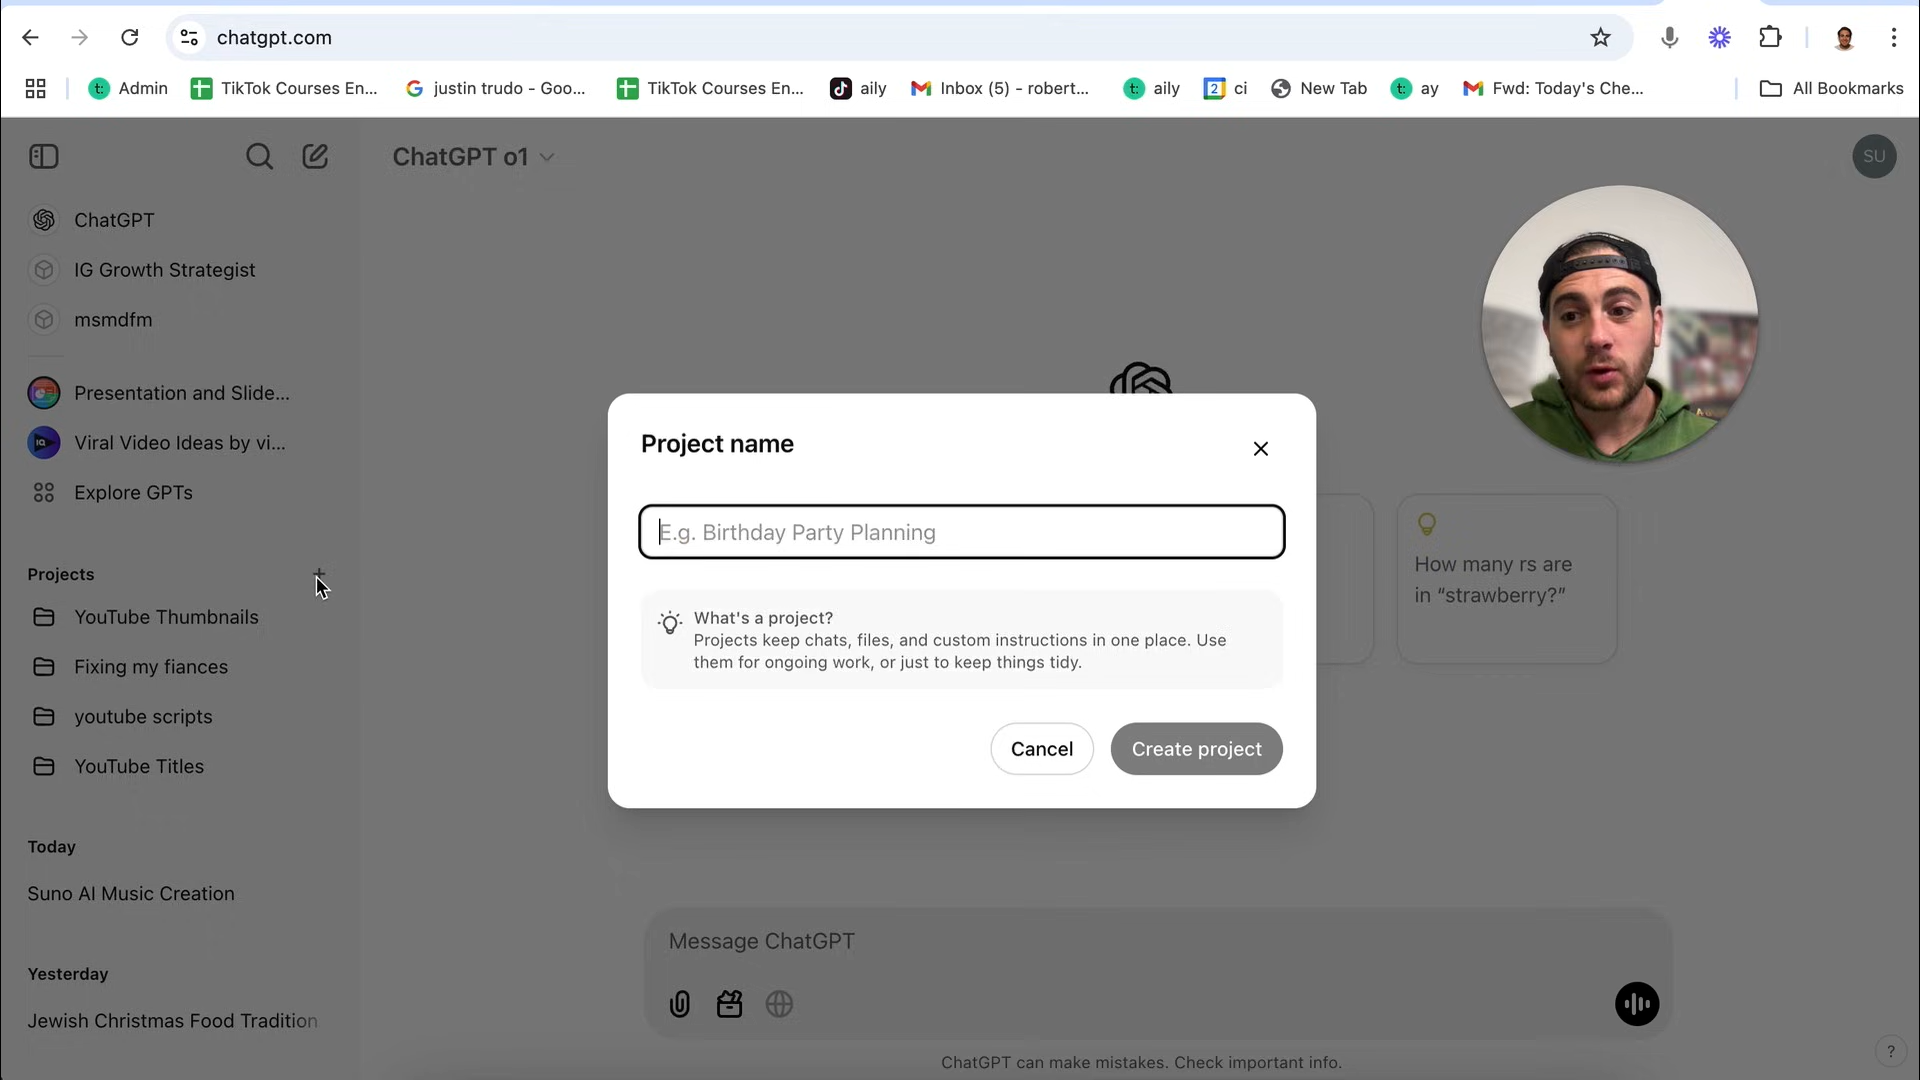 chatgpt.com
Admin
TikTok Courses En...
justin trudo - Goo...
TikTok Courses En...
aily
Inbox (5) - robert...
aily
2
ci
New Tab
ay
Fwd: Today's Che...
All Bookmarks
ChatGPT o1
SU
ChatGPT
IG Growth Strategist
msmdfm
Presentation and Slide...
Viral Video Ideas by vi...
Explore GPTs
Projects
YouTube Thumbnails
Fixing my fiances
youtube scripts
YouTube Titles
Today
Suno AI Music Creation
Yesterday
Jewish Christmas Food Tradition
Project name
E.g. Birthday Party Planning
What's a project?
Projects keep chats, files, and custom instructions in one place. Use
them for ongoing work, or just to keep things tidy.
Cancel
Create project
How many rs are
in “strawberry?”
Message ChatGPT
ChatGPT can make mistakes. Check important info.
?